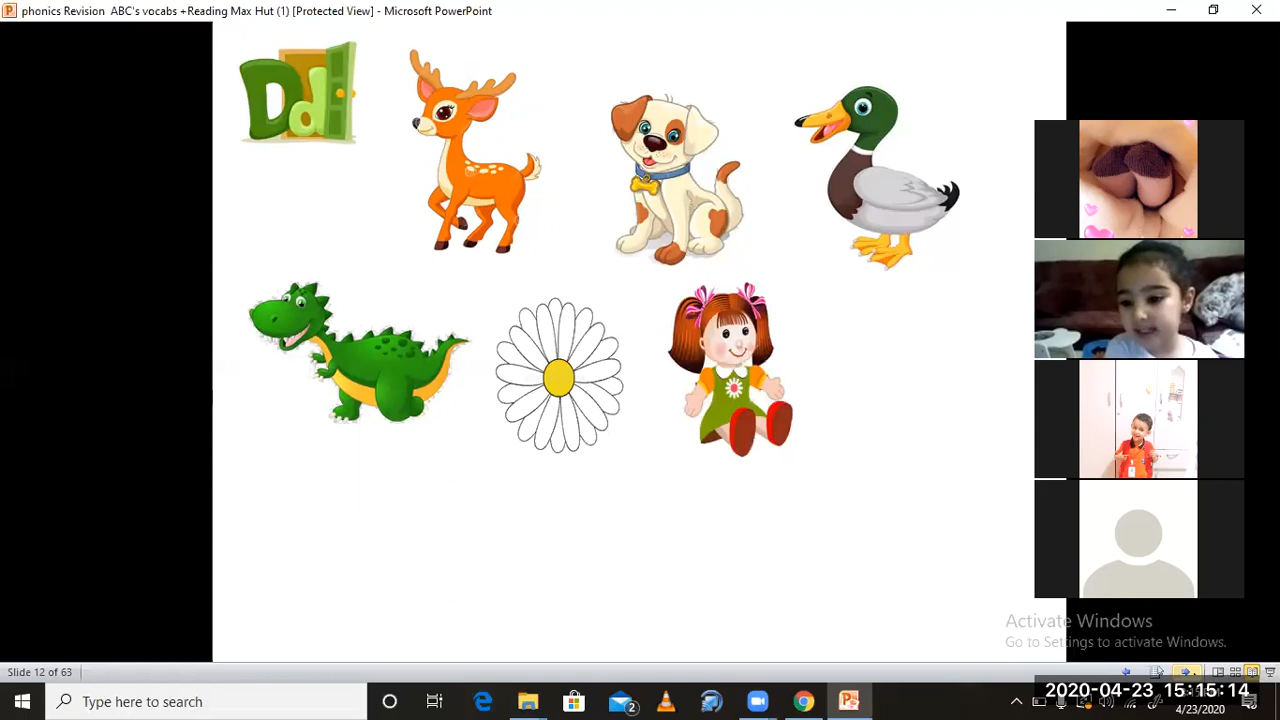 phonics Revision ABC's vocabs +Reading Max Hut (1) [Protected View] - Microsoft PowerPoint
Dd
Activate Windows
Go to Settings to activate Windows.
Slide 12 of 63
Type here to search
2
2020-04-23 15:15:14
4/23/2020